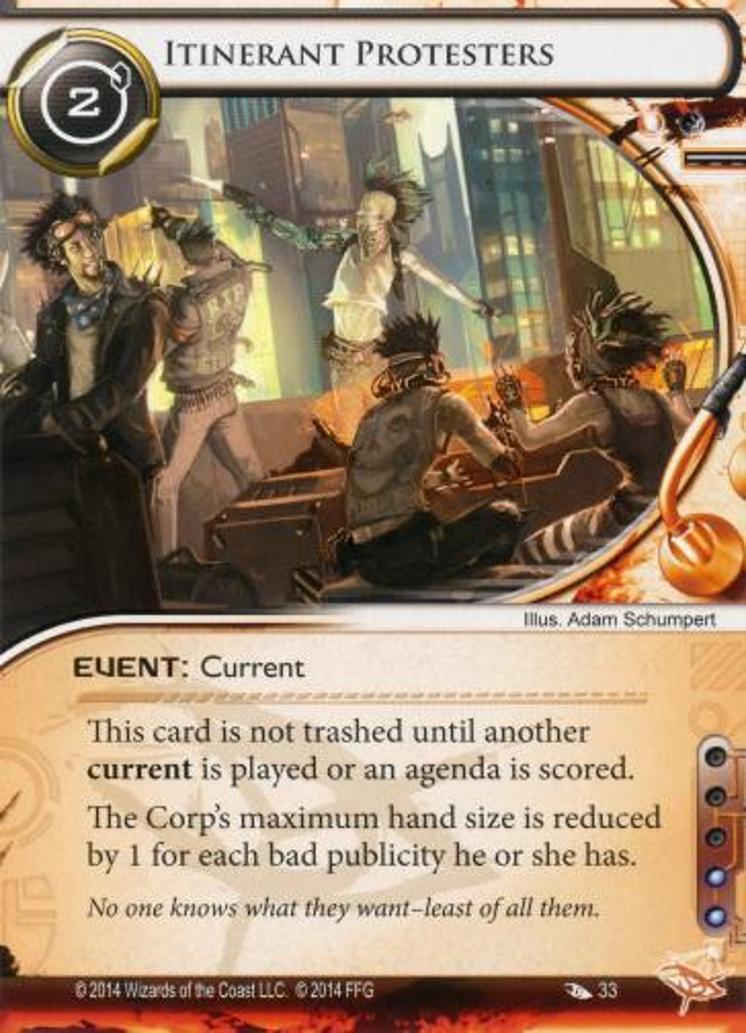 2
Itinerant Protesters
R.X.P
Illus. Adam Schumpert
EVENT: Current
This card is not trashed until another
current is played or an agenda is scored.
The Corp's maximum hand size is reduced
by 1 for each bad publicity he or she has.
No one knows what they want–least of all them.
© 2014 Wizards of the Coast LLC. © 2014 FFG
33